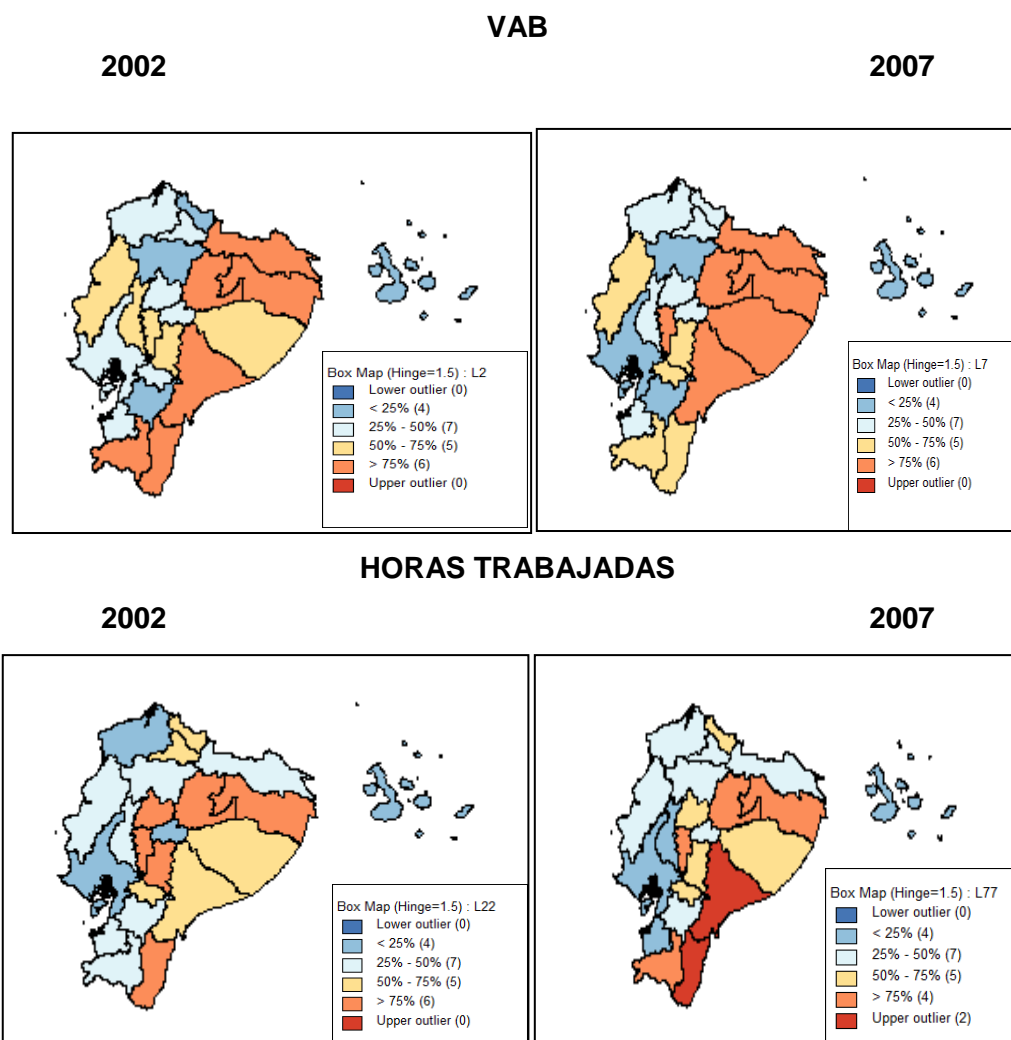 VAB
2002
2007
Box Map (Hinge=1.5) : L2
Lower outlier (0)
< 25% (4)
25% - 50% (7)
50% - 75% (5)
> 75% (6)
Upper outlier (0)
Box Map (Hinge=1.5) : L7
Lower outlier (0)
< 25% (4)
25% - 50% (7)
50% - 75% (5)
> 75% (6)
Upper outlier (0)
HORAS TRABAJADAS
2002
2007
Box Map (Hinge=1.5) : L22
Lower outlier (0)
< 25% (4)
25% - 50% (7)
50% - 75% (5)
> 75% (6)
Upper outlier (0)
Box Map (Hinge=1.5) : L77
Lower outlier (0)
< 25% (4)
25% - 50% (7)
50% - 75% (5)
> 75% (4)
Upper outlier (2)